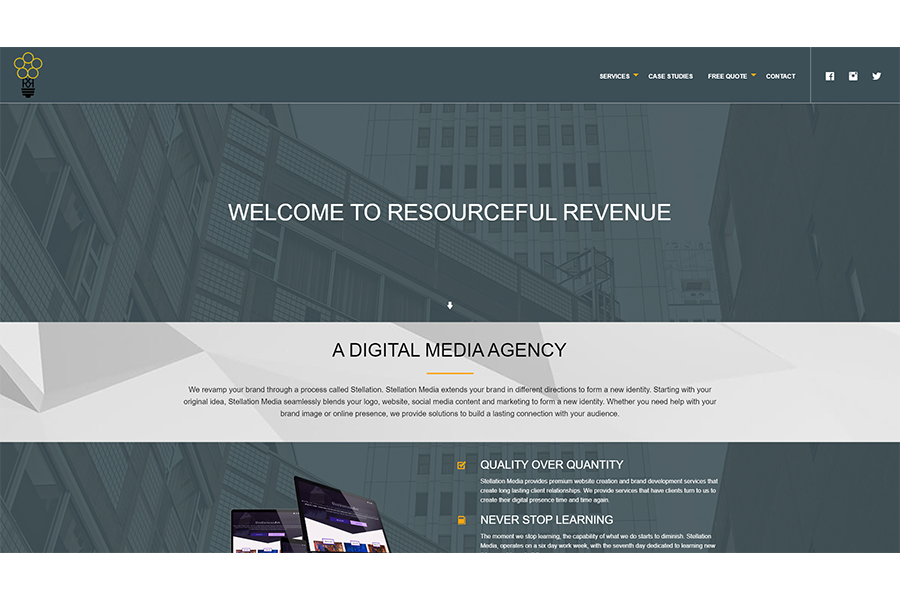 SERVICES CASE STUDIES FREE QUOTE CONTACT
WELCOME TO RESOURCEFUL REVENUE
A DIGITAL MEDIA AGENCY
We revamp your brand through a process called Stellation. Stellation Media extends your brand in different directions to form a new identity. Starting with your
original idea, Stellation Media seamlessly blends your logo, website, social media content and marketing to form a new identity. Whether you need help with your
brand image or online presence, we provide solutions to build a lasting connection with your audience.
QUALITY OVER QUANTITY
Stellation Media provides premium website creation and brand development services that
create long lasting client relationships. We provide services that have clients turn to us to
create their digital presence time and time again.
NEVER STOP LEARNING
The moment we stop learning, the capability of what we do starts to diminish. Stellation
Media, operates on a six day work week, with the seventh day dedicated to learning new